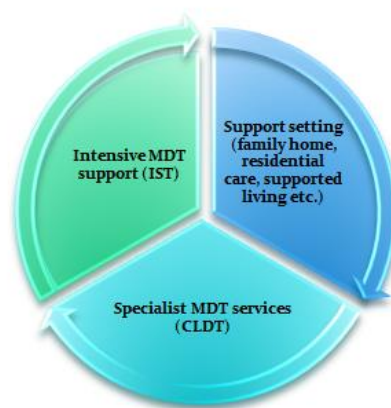 Intensive MDT
support (IST)
Support setting
(family home,
residential
care, supported
living etc.)
Specialist MDT services
(CLDT)